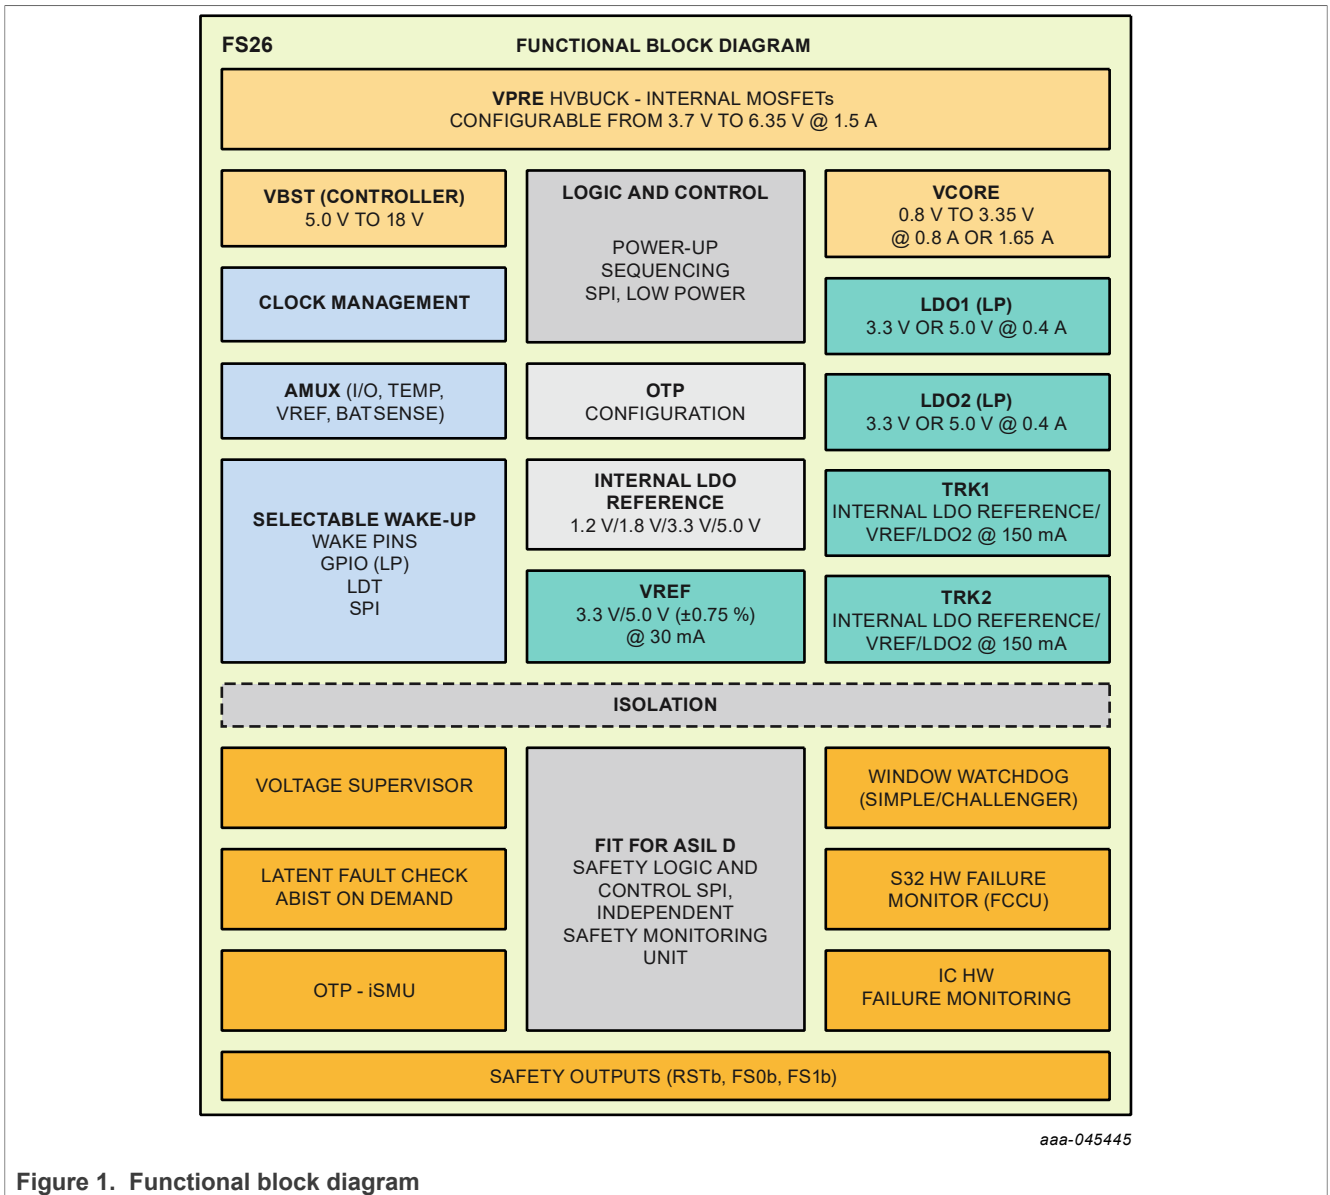 FS26
FUNCTIONAL BLOCK DIAGRAM
VPRE HVBUCK - INTERNAL MOSFETs
CONFIGURABLE FROM 3.7 V TO 6.35 V @ 1.5 A
VBST (CONTROLLER)
5.0 V TO 18 V
LOGIC AND CONTROL
POWER-UP
SEQUENCING
SPI, LOW POWER
VCORE
0.8 V TO 3.35 V
@ 0.8 A OR 1.65 A
CLOCK MANAGEMENT
LDO1 (LP)
3.3 V OR 5.0 V @ 0.4 A
AMUX (I/O, TEMP,
VREF, BATSENSE)
OTP
CONFIGURATION
LDO2 (LP)
3.3 V OR 5.0 V @ 0.4 A
SELECTABLE WAKE-UP
WAKE PINS
GPIO (LP)
LDT
SPI
INTERNAL LDO
REFERENCE
1.2 V/1.8 V/3.3 V/5.0 V
TRK1
INTERNAL LDO REFERENCE/
VREF/LDO2 @ 150 mA
VREF
3.3 V/5.0 V (±0.75 %)
@ 30 mA
TRK2
INTERNAL LDO REFERENCE/
VREF/LDO2 @ 150 mA
ISOLATION
VOLTAGE SUPERVISOR
FIT FOR ASIL D
SAFETY LOGIC AND
CONTROL SPI,
INDEPENDENT
SAFETY MONITORING
UNIT
WINDOW WATCHDOG
(SIMPLE/CHALLENGER)
LATENT FAULT CHECK
ABIST ON DEMAND
S32 HW FAILURE
MONITOR (FCCU)
OTP - iSMU
IC HW
FAILURE MONITORING
SAFETY OUTPUTS (RSTb, FS0b, FS1b)
aaa-045445
Figure 1. Functional block diagram